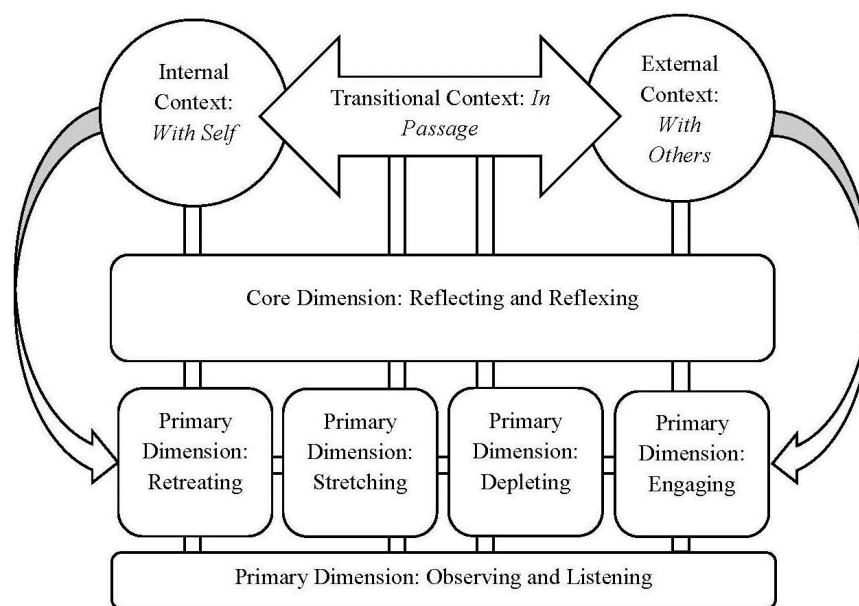 Internal
Context:
With Self
Transitional Context: In
Passage
External
Context:
With
Others
Core Dimension: Reflecting and Reflexing
Primary
Dimension:
Retreating
Primary
Dimension:
Stretching
Primary
Dimension:
Depleting
Primary
Dimension:
Engaging
Primary Dimension: Observing and Listening